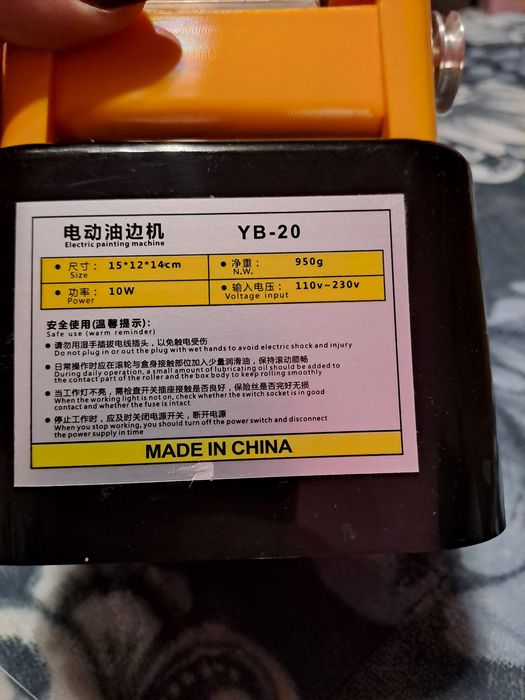 电动油边机 YB-20
Electric painting machine
尺寸: 15*12*14cm 净重: 950g
Size N.W.
功率: 10W 输入电压: 110v~230v
Power Voltage input
安全使用(温馨提示):
Safe use (warm reminder)
● 请勿用湿手插拔电线插头，以免触电受伤
Do not plug in or out the plug with wet hands to avoid electric shock and injury
● 日常操作时应在滚轮与盒身接触部位加入少量润滑油，保持滚动顺畅
During daily operation, a small amount of lubricating oil should be added to
the contact part of the roller and the box body to keep rolling smoothly
● 当工作灯不亮，需检查开关插座接触是否良好，保险丝是否完好无损
When the working light is not on, check whether the switch socket is in good
contact and whether the fuse is intact
● 停止工作时，应及时关闭电源开关，断开电源
When you stop working, you should turn off the power switch and disconnect
the power supply in time
MADE IN CHINA